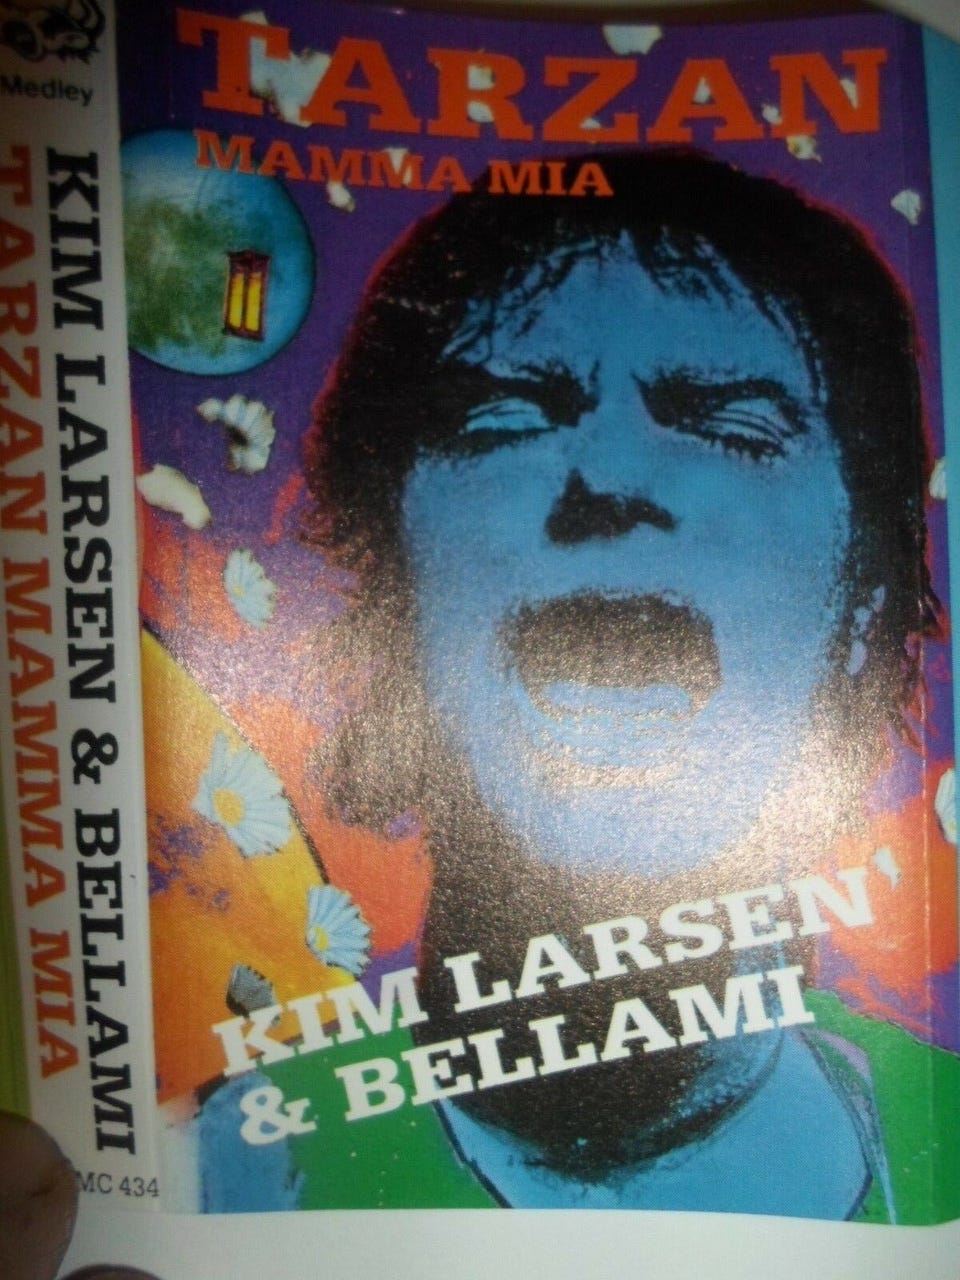 Medley
KIM LARSEN & BELLAMI
TARZAN MAMMA MIA
MC 434
TARZAN
MAMMA MIA
KIM LARSEN'
& BELLAMI